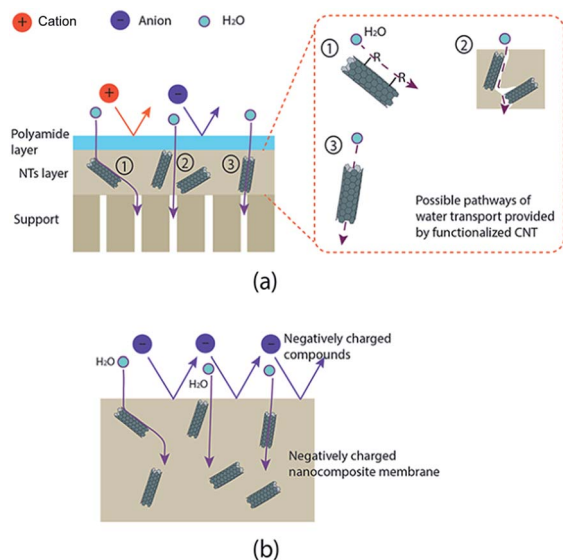 + Cation
− Anion
H₂O
+
−
Polyamide
layer
NTs layer
Support
1
2
3
1
H₂O
R
R
2
3
Possible pathways of
water transport provided
by functionalized CNT
(a)
H₂O
−
−
−
Negatively charged
compounds
H₂O
Negatively charged
nanocomposite membrane
(b)